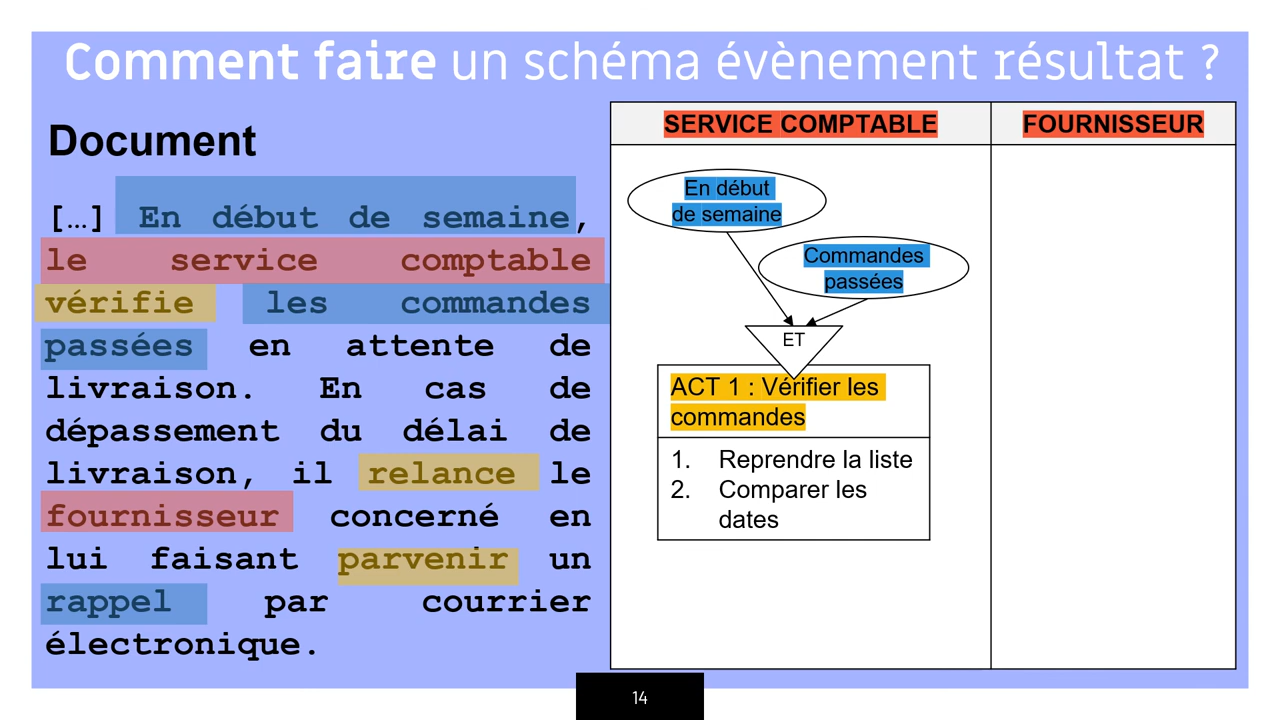 Comment faire un schéma évènement résultat ?
Document
[…] En début de semaine,
le service comptable
vérifie les commandes
passées en attente de
livraison. En cas de
dépassement du délai de
livraison, il relance le
fournisseur concerné en
lui faisant parvenir un
rappel par courrier
électronique.
SERVICE COMPTABLE
FOURNISSEUR
En début
de semaine
Commandes
passées
ET
ACT 1 : Vérifier les
commandes
1. Reprendre la liste
2. Comparer les
dates
14